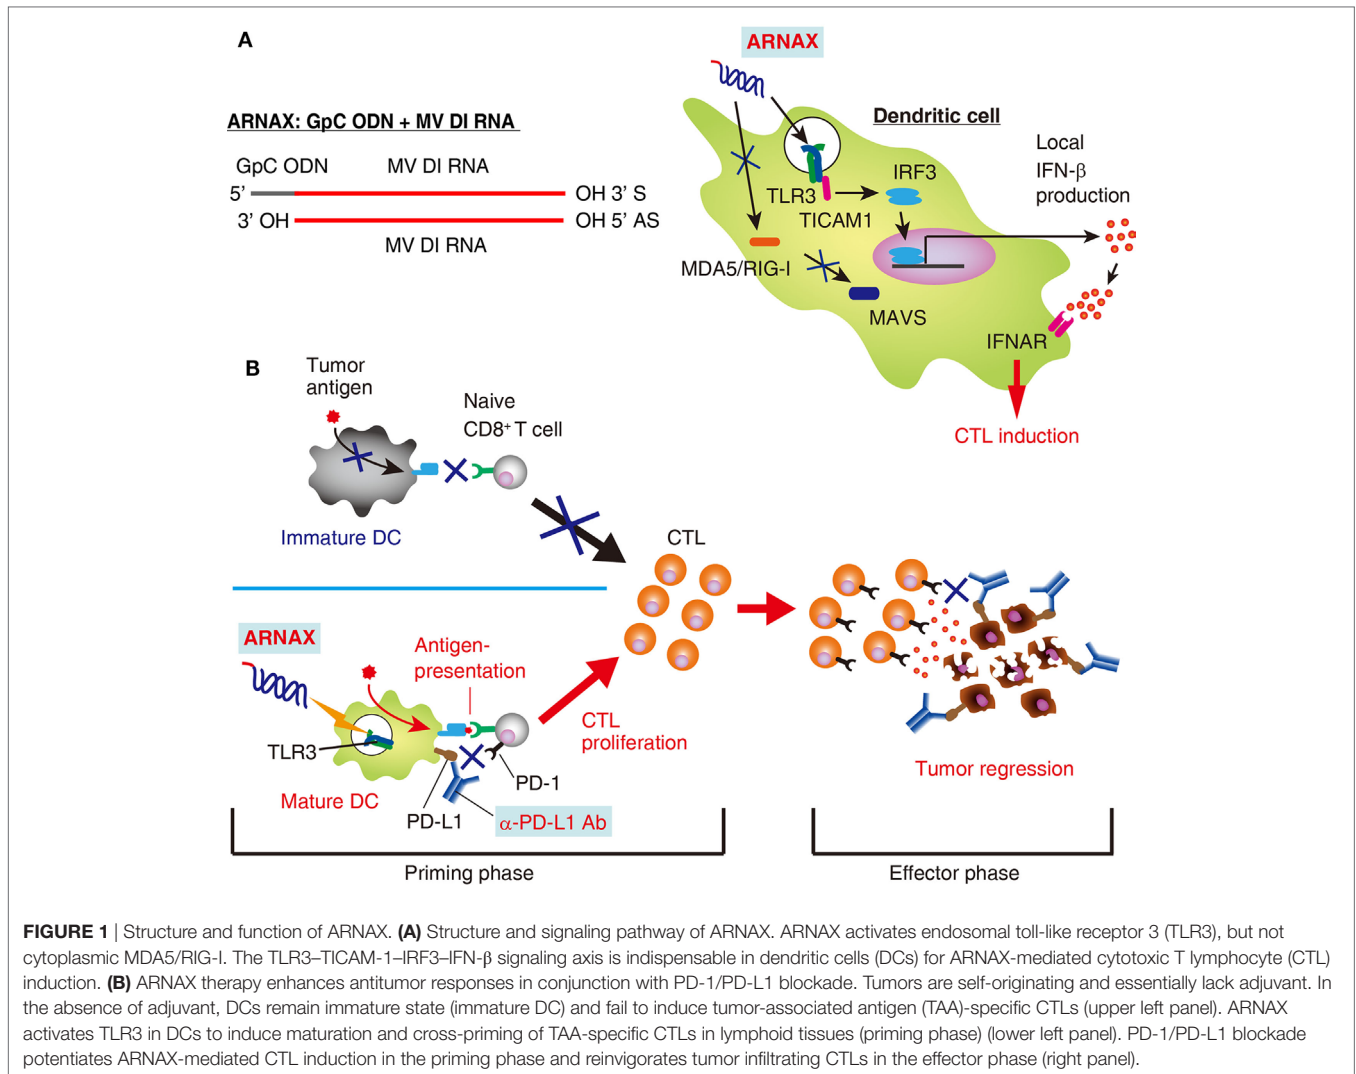 A
ARNAX: GpC ODN + MV DI RNA
GpC ODN
MV DI RNA
5’
OH 3’ S
3’ OH
OH 5’ AS
MV DI RNA
ARNAX
Dendritic cell
TLR3
TICAM1
IRF3
Local
IFN-β
production
MDA5/RIG-I
MAVS
IFNAR
CTL induction
B
Tumor
antigen
Naive
CD8⁺ T cell
Immature DC
CTL
ARNAX
Antigen-
presentation
TLR3
CTL
proliferation
Mature DC
PD-1
PD-L1
α-PD-L1 Ab
Tumor regression
Priming phase
Effector phase
FIGURE 1 | Structure and function of ARNAX. (A) Structure and signaling pathway of ARNAX. ARNAX activates endosomal toll-like receptor 3 (TLR3), but not
cytoplasmic MDA5/RIG-I. The TLR3–TICAM-1–IRF3–IFN-β signaling axis is indispensable in dendritic cells (DCs) for ARNAX-mediated cytotoxic T lymphocyte (CTL)
induction. (B) ARNAX therapy enhances antitumor responses in conjunction with PD-1/PD-L1 blockade. Tumors are self-originating and essentially lack adjuvant. In
the absence of adjuvant, DCs remain immature state (immature DC) and fail to induce tumor-associated antigen (TAA)-specific CTLs (upper left panel). ARNAX
activates TLR3 in DCs to induce maturation and cross-priming of TAA-specific CTLs in lymphoid tissues (priming phase) (lower left panel). PD-1/PD-L1 blockade
potentiates ARNAX-mediated CTL induction in the priming phase and reinvigorates tumor infiltrating CTLs in the effector phase (right panel).